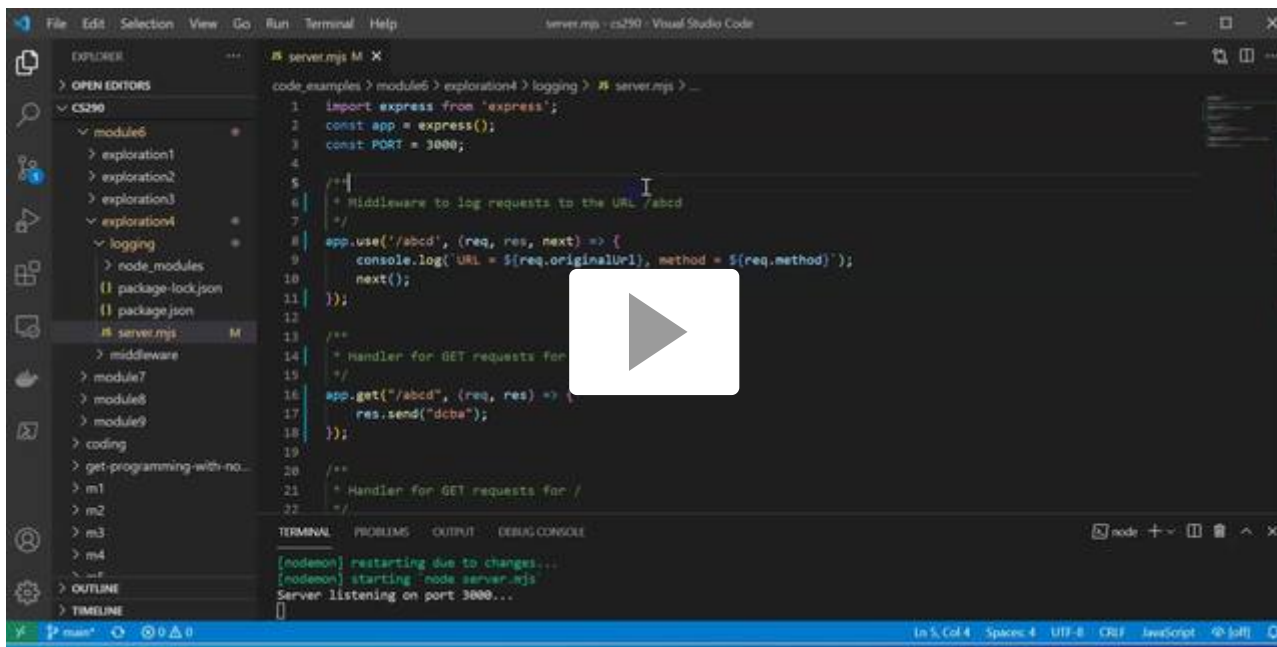 File Edit Selection View Go Run Terminal Help server.mjs - cs290 - Visual Studio Code
EXPLORER
OPEN EDITORS
CS290
module6
exploration1
exploration2
exploration3
exploration4
logging
node_modules
package-lock.json
package.json
server.mjs M
middleware
module7
module8
module9
coding
get-programming-with-no...
m1
m2
m3
m4
OUTLINE
TIMELINE
JS server.mjs M
code_examples > module6 > exploration4 > logging > JS server.mjs > ...
1 import express from 'express';
2 const app = express();
3 const PORT = 3000;
4
5 /**
6 * Middleware to log requests to the URL /abcd
7 */
8 app.use('/abcd', (req, res, next) => {
9 console.log(`URL = ${req.originalUrl}, method = ${req.method}`);
10 next();
11 });
12
13 /**
14 * Handler for GET requests for
15 */
16 app.get("/abcd", (req, res) => {
17 res.send("dcba");
18 });
19
20 /**
21 * Handler for GET requests for /
22 */
TERMINAL PROBLEMS OUTPUT DEBUG CONSOLE node
[nodemon] restarting due to changes...
[nodemon] starting `node server.mjs`
Server listening on port 3000...
main* 0 0 Ln 5, Col 4 Spaces: 4 UTF-8 CRLF JavaScript [off]